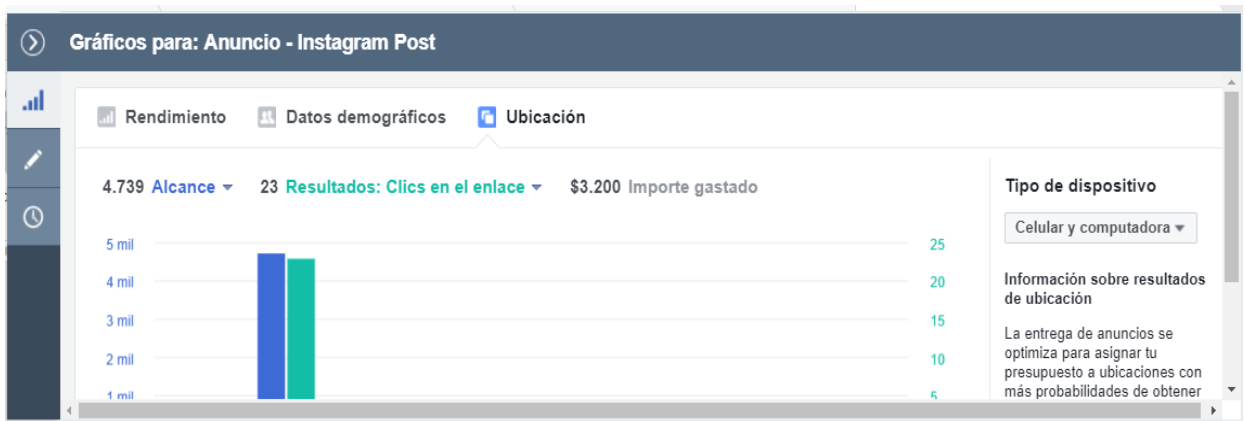 Gráficos para: Anuncio - Instagram Post
Rendimiento Datos demográficos Ubicación
4.739 Alcance 23 Resultados: Clics en el enlace $3.200 Importe gastado
5 mil 25
4 mil 20
3 mil 15
2 mil 10
1 mil 5
Tipo de dispositivo
Celular y computadora
Información sobre resultados
de ubicación
La entrega de anuncios se
optimiza para asignar tu
presupuesto a ubicaciones con
más probabilidades de obtener